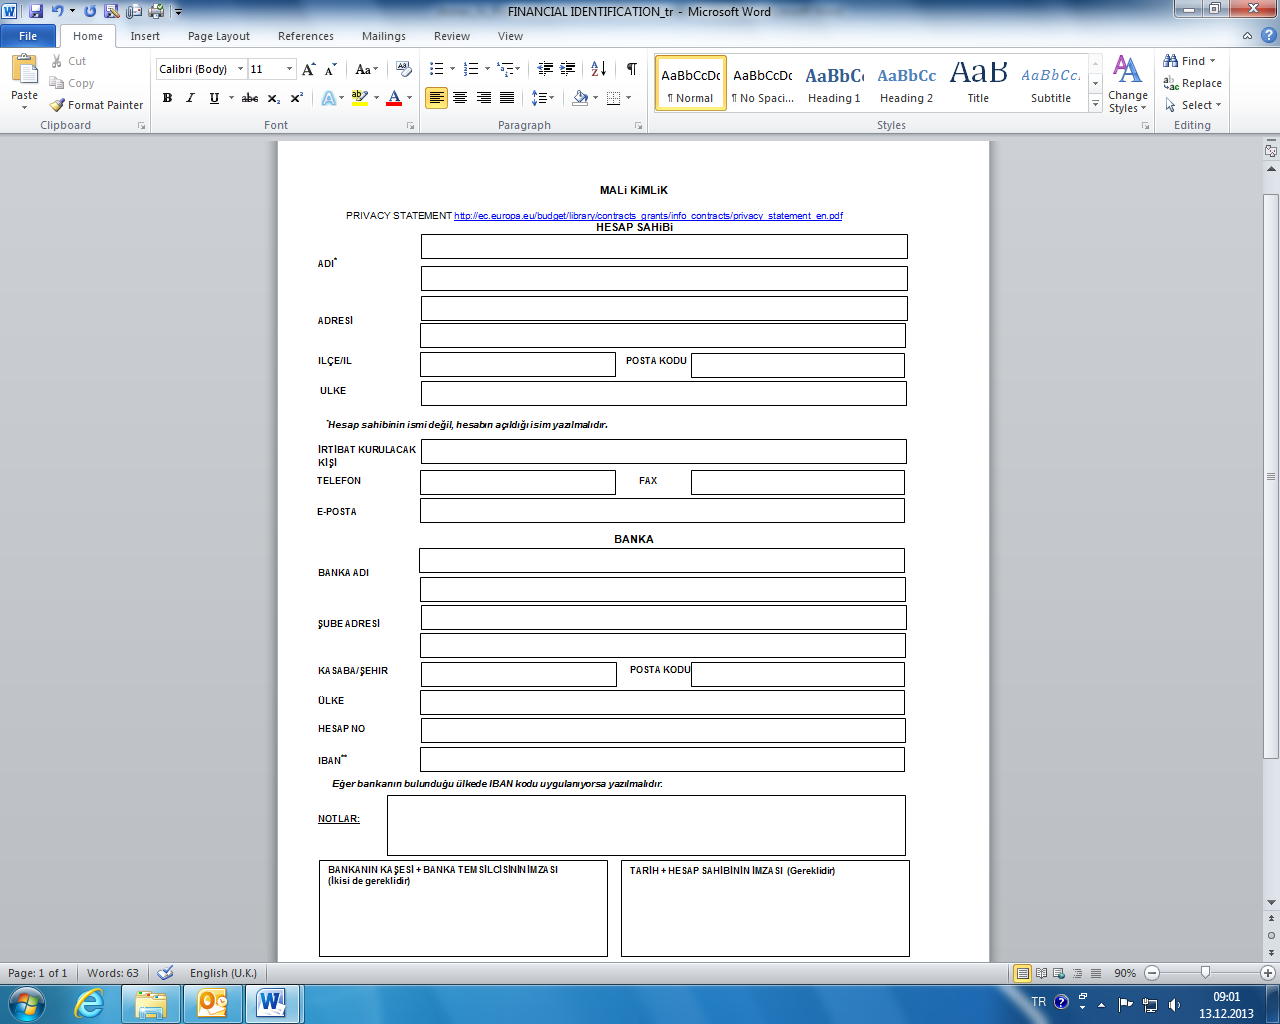 FINANCIAL IDENTIFICATION_tr - Microsoft Word
File Home Insert Page Layout References Mailings Review View
Paste
Cut
Copy
Format Painter
Clipboard
Calibri (Body) 11
Font
Paragraph
AaBbCcDc AaBbCcDc AaBbCc AaBbCc AaB AaBbCc.
¶ Normal ¶ No Spaci... Heading 1 Heading 2 Title Subtitle
Change Styles
Styles
Find
Replace
Select
Editing
MALi KiMLiK
PRIVACY STATEMENT http://ec.europa.eu/budget/library/contracts_grants/info_contracts/privacy_statement_en.pdf
HESAP SAHiBi
ADI*
ADRESİ
ILÇE/IL POSTA KODU
ULKE
*Hesap sahibinin ismi değil, hesabın açıldığı isim yazılmalıdır.
İRTİBAT KURULACAK
KİŞİ
TELEFON FAX
E-POSTA
BANKA
BANKA ADI
ŞUBE ADRESİ
KASABA/ŞEHIR POSTA KODU
ÜLKE
HESAP NO
IBAN**
Eğer bankanın bulunduğu ülkede IBAN kodu uygulanıyorsa yazılmalıdır.
NOTLAR:
BANKANIN KAŞESİ + BANKA TEMSİLCİSİNİN İMZASI
(İkisi de gereklidir)
TARİH + HESAP SAHİBİNİN İMZASI (Gereklidir)
Page: 1 of 1 Words: 63 English (U.K.) 90%
TR 09:01
13.12.2013